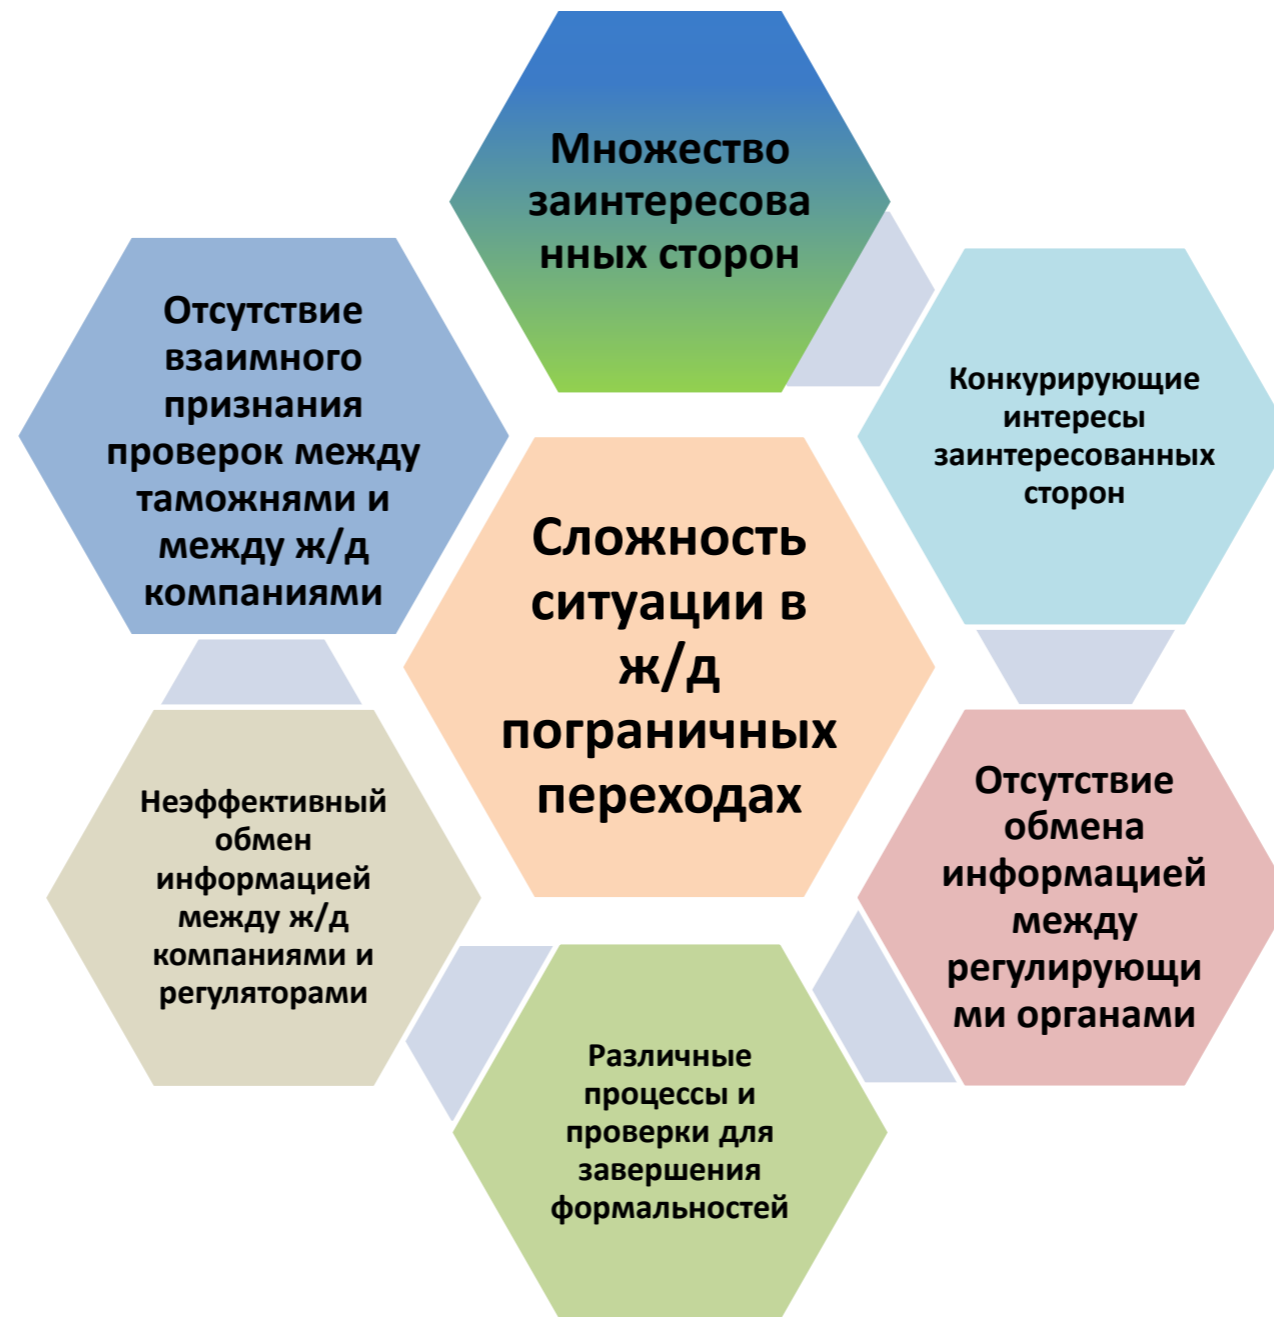 Множество
заинтересова
нных сторон
Конкурирующие
интересы
заинтересованных
сторон
Отсутствие
обмена
информацией
между
регулирующи
ми органами
Различные
процессы и
проверки для
завершения
формальностей
Неэффективный
обмен
информацией
между ж/д
компаниями и
регуляторами
Отсутствие
взаимного
признания
проверок между
таможнями и
между ж/д
компаниями
Сложность
ситуации в
ж/д
пограничных
переходах